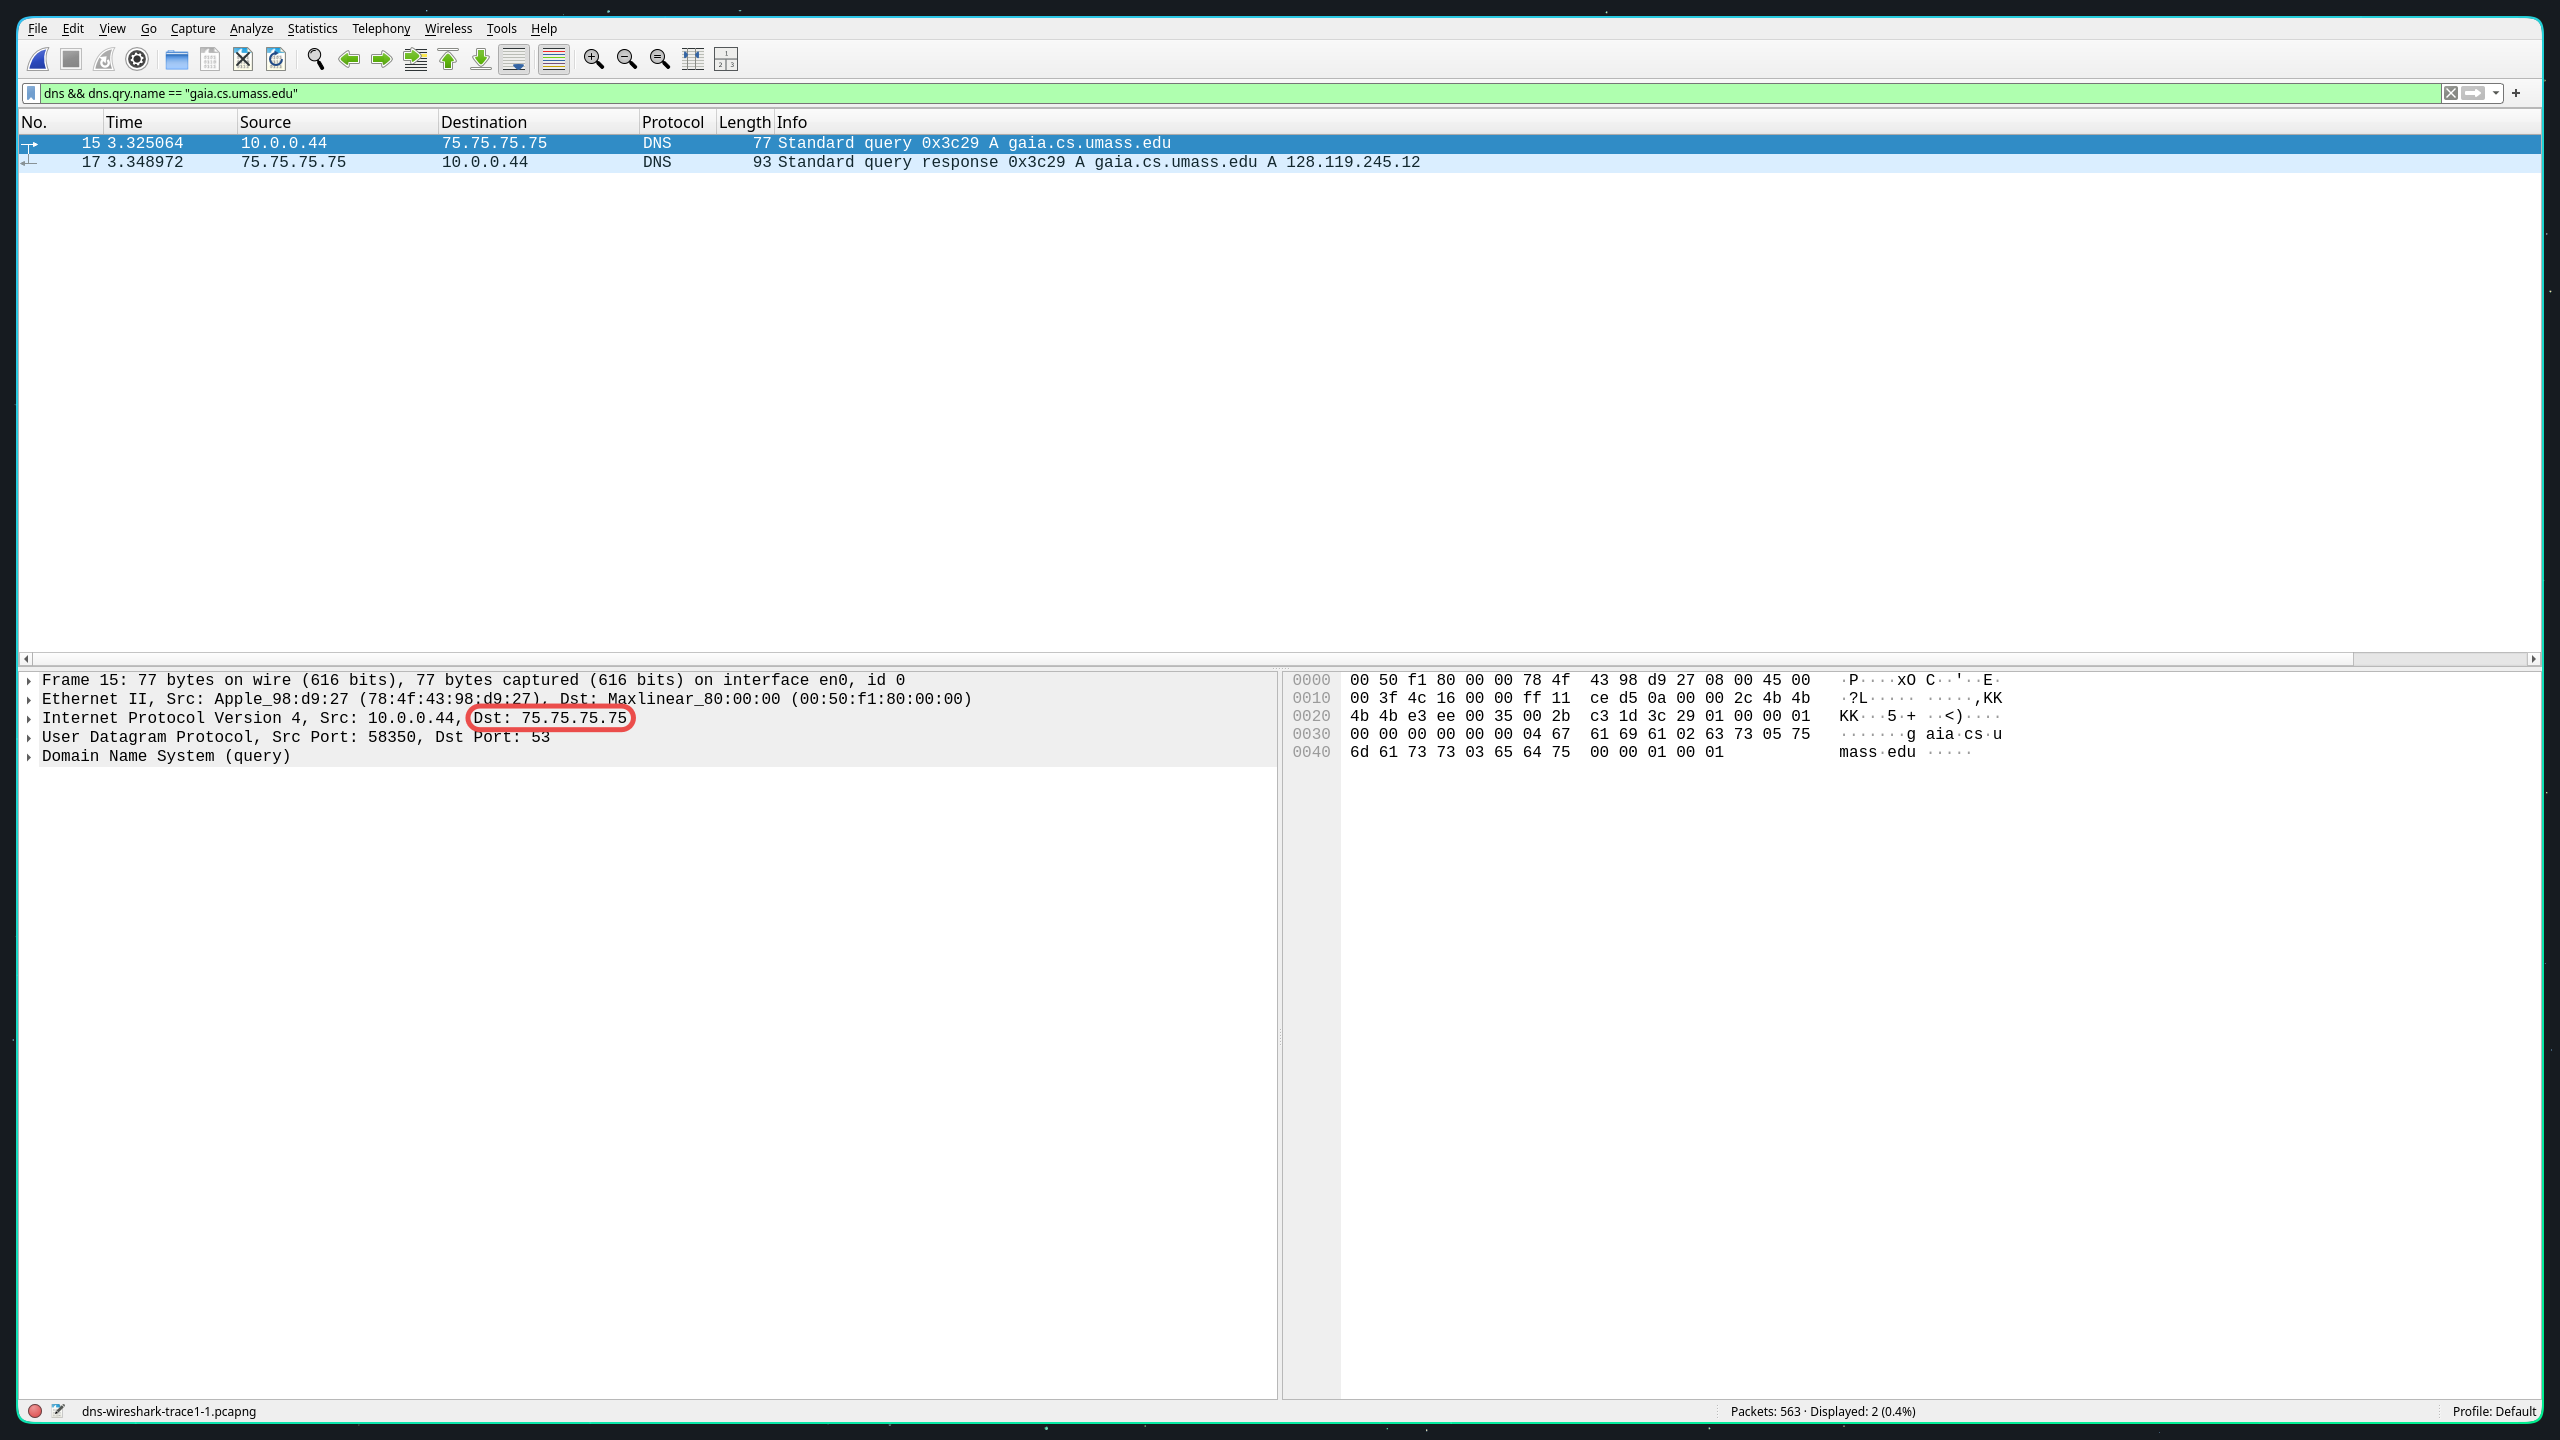 File Edit View Go Capture Analyze Statistics Telephony Wireless Tools Help
dns && dns.qry.name == "gaia.cs.umass.edu"
No. Time Source Destination Protocol Length Info
15 3.325064 10.0.0.44 75.75.75.75 DNS 77 Standard query 0x3c29 A gaia.cs.umass.edu
17 3.348972 75.75.75.75 10.0.0.44 DNS 93 Standard query response 0x3c29 A gaia.cs.umass.edu A 128.119.245.12
Frame 15: 77 bytes on wire (616 bits), 77 bytes captured (616 bits) on interface en0, id 0
Ethernet II, Src: Apple_98:d9:27 (78:4f:43:98:d9:27), Dst: Maxlinear_80:00:00 (00:50:f1:80:00:00)
Internet Protocol Version 4, Src: 10.0.0.44, Dst: 75.75.75.75
User Datagram Protocol, Src Port: 58350, Dst Port: 53
Domain Name System (query)
0000 00 50 f1 80 00 00 78 4f 43 98 d9 27 08 00 45 00 ·P····xO C··'··E·
0010 00 3f 4c 16 00 00 ff 11 ce d5 0a 00 00 2c 4b 4b ·?L····· ·····,KK
0020 4b 4b e3 ee 00 35 00 2b c3 1d 3c 29 01 00 00 01 KK···5·+ ··<)····
0030 00 00 00 00 00 00 04 67 61 69 61 02 63 73 05 75 ·······g aia·cs·u
0040 6d 61 73 73 03 65 64 75 00 00 01 00 01 mass·edu ·····
dns-wireshark-trace1-1.pcapng
Packets: 563 · Displayed: 2 (0.4%)
Profile: Default